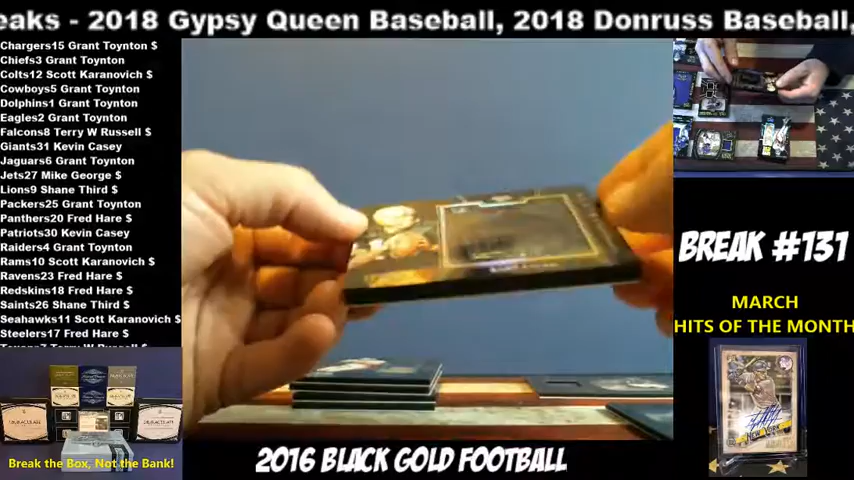 eaks - 2018 Gypsy Queen Baseball, 2018 Donruss Baseball,
Chargers15 Grant Toynton $
Chiefs3 Grant Toynton
Colts12 Scott Karanovich $
Cowboys5 Grant Toynton
Dolphins1 Grant Toynton
Eagles2 Grant Toynton
Falcons8 Terry W Russell $
Giants31 Kevin Casey
Jaguars6 Grant Toynton
Jets27 Mike George $
Lions9 Shane Third $
Packers25 Grant Toynton
Panthers20 Fred Hare $
Patriots30 Kevin Casey
Raiders4 Grant Toynton
Rams10 Scott Karanovich $
Ravens23 Fred Hare $
Redskins18 Fred Hare $
Saints26 Shane Third $
Seahawks11 Scott Karanovich $
Steelers17 Fred Hare $
BREAK #131
MARCH
HITS OF THE MONTH
Break the Box, Not the Bank!
2016 BLACK GOLD FOOTBALL